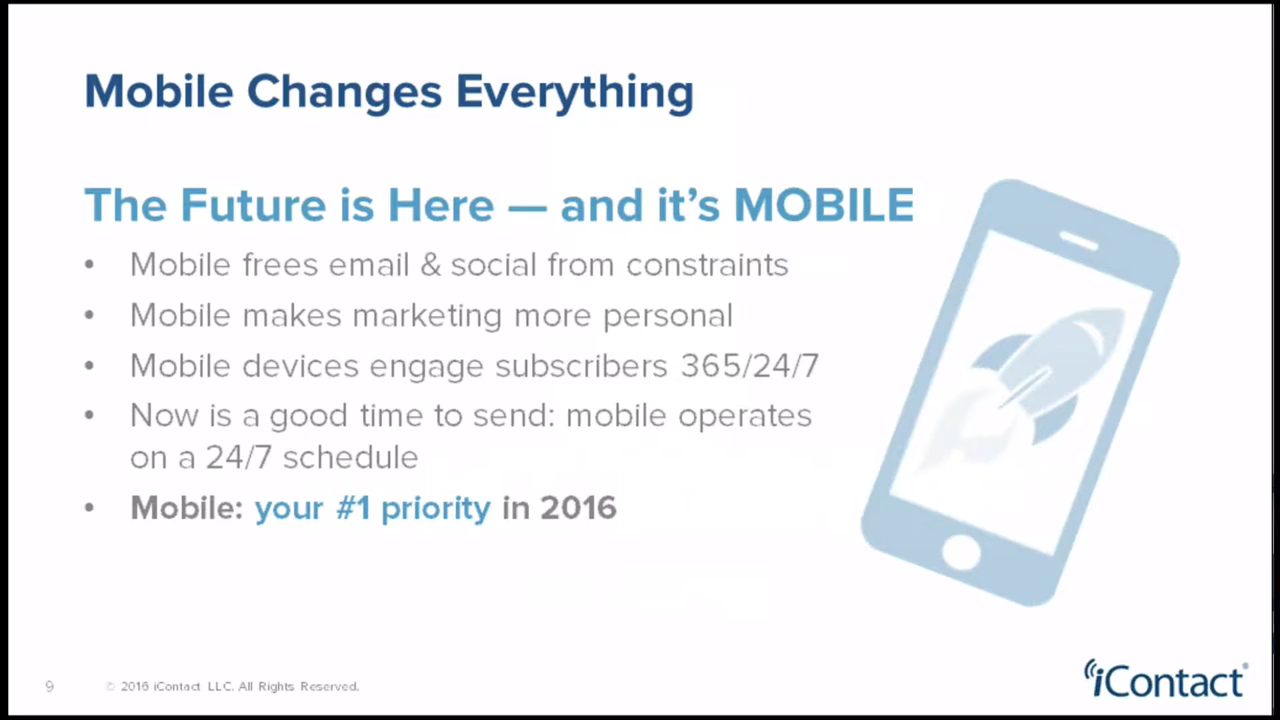 Mobile Changes Everything
The Future is Here — and it's MOBILE
• Mobile frees email & social from constraints
• Mobile makes marketing more personal
• Mobile devices engage subscribers 365/24/7
• Now is a good time to send: mobile operates
on a 24/7 schedule
• Mobile: your #1 priority in 2016
9 © 2016 iContact LLC. All Rights Reserved.
iContact®